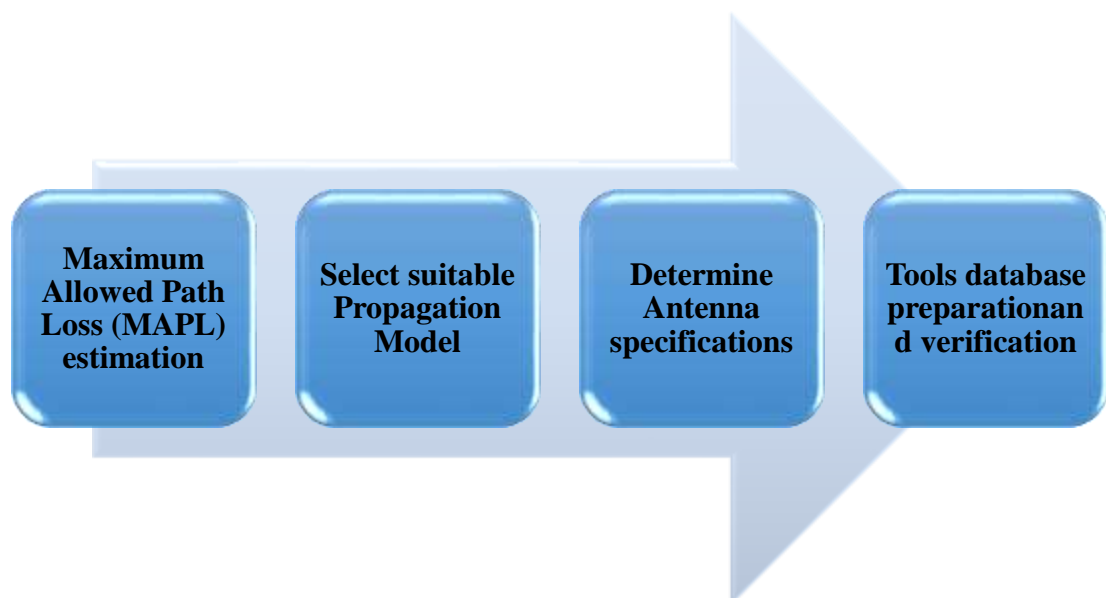 Maximum
Allowed Path
Loss (MAPL)
estimation
Select suitable
Propagation
Model
Determine
Antenna
specifications
Tools database
preparationan
d verification